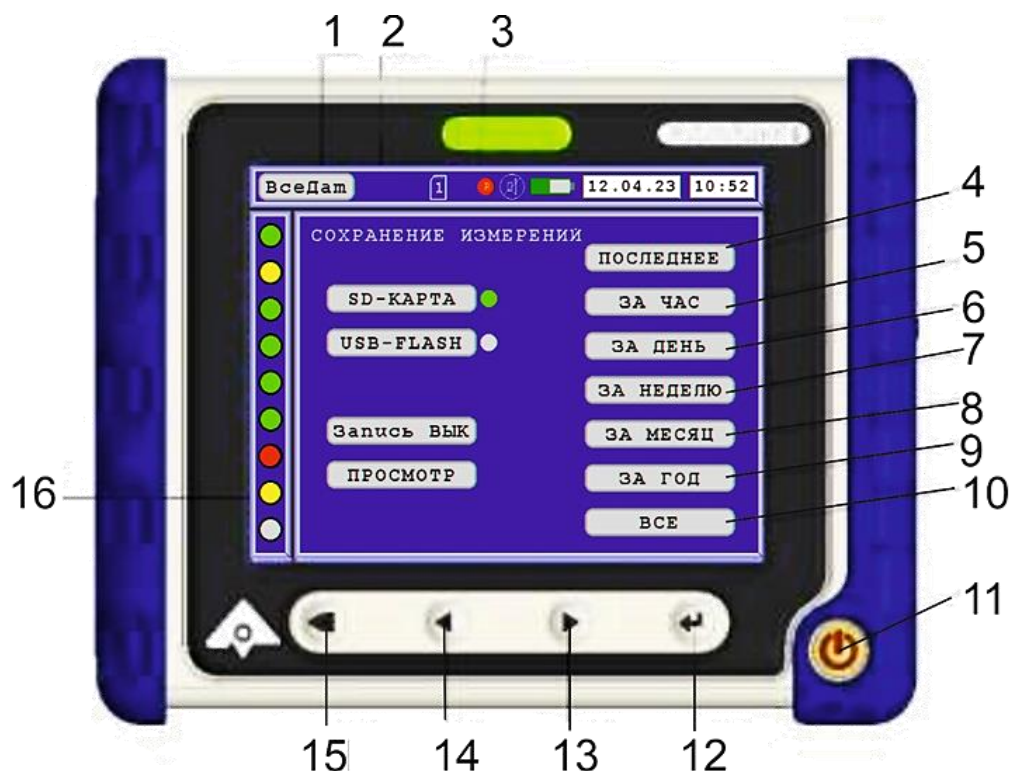 1 2 3
ВсеДат 1 12.04.23 10:52
СОХРАНЕНИЕ ИЗМЕРЕНИЙ
ПОСЛЕДНЕЕ 4
SD-КАРТА ЗА ЧАС 5
USB-FLASH ЗА ДЕНЬ 6
ЗА НЕДЕЛЮ 7
Запись ВЫК ЗА МЕСЯЦ 8
ПРОСМОТР ЗА ГОД 9
16 ВСЕ 10
11
15 14 13 12